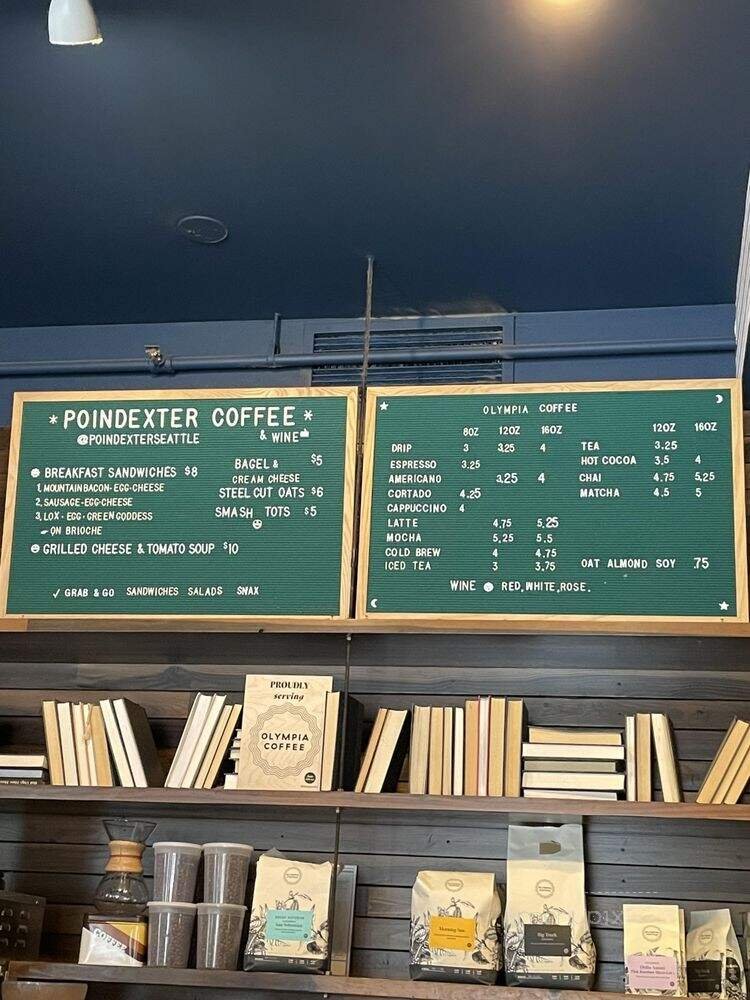 *POINDEXTER COFFEE*
@POINDEXTERSEATTLE & WINE
☻ BREAKFAST SANDWICHES $8
1. MOUNTAIN BACON-EGG-CHEESE
2. SAUSAGE-EGG-CHEESE
3. LOX-EGG-GREEN GODDESS
ON BRIOCHE
☻ GRILLED CHEESE & TOMATO SOUP $10
BAGEL & $5
CREAM CHEESE
STEEL CUT OATS $6
SMASH TOTS $5
✓ GRAB & GO SANDWICHES SALADS SNAX
OLYMPIA COFFEE
8OZ 12OZ 16OZ
DRIP 3 3.25 4
ESPRESSO 3.25
AMERICANO 3.25 4
CORTADO 4.25
CAPPUCCINO 4
LATTE 4.75 5.25
MOCHA 5.25 5.5
COLD BREW 4 4.75
ICED TEA 3 3.75
12OZ 16OZ
TEA 3.25
HOT COCOA 3.5 4
CHAI 4.75 5.25
MATCHA 4.5 5
OAT ALMOND SOY .75
WINE ☻ RED,WHITE,ROSE.
PROUDLY
serving
OLYMPIA
COFFEE
COFFEE
San Sebastian
Morning Sun
Big Truck